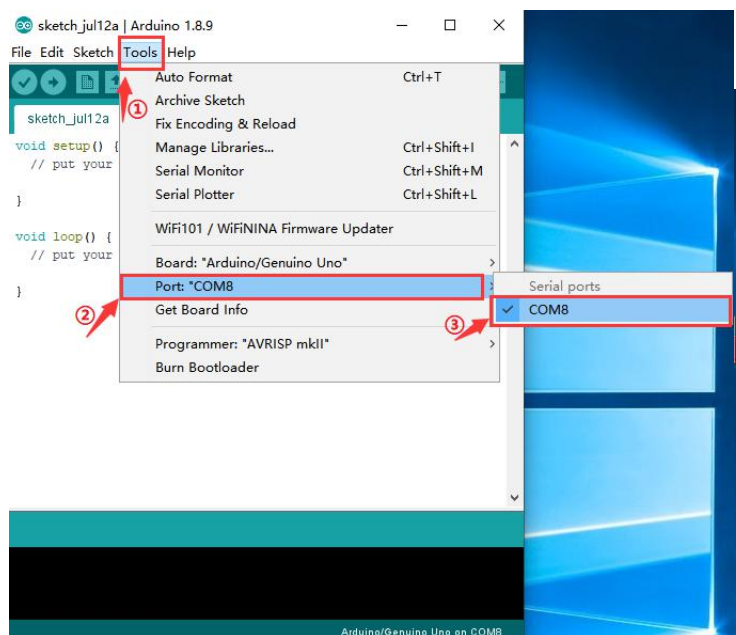 sketch_jul12a | Arduino 1.8.9
File Edit Sketch Tools Help
sketch_jul12a
void setup() {
// put your
}
void loop() {
// put your
}
①
Auto Format Ctrl+T
Archive Sketch
Fix Encoding & Reload
Manage Libraries... Ctrl+Shift+I
Serial Monitor Ctrl+Shift+M
Serial Plotter Ctrl+Shift+L
WiFi101 / WiFiNINA Firmware Updater
Board: "Arduino/Genuino Uno"
Port: "COM8
Get Board Info
Programmer: "AVRISP mkII"
Burn Bootloader
②
Serial ports
COM8
③
Arduino/Genuino Uno on COM8